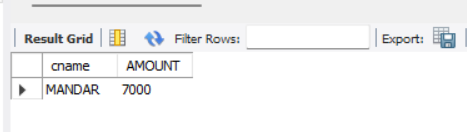 Result Grid Filter Rows: Export:
cname AMOUNT
MANDAR 7000